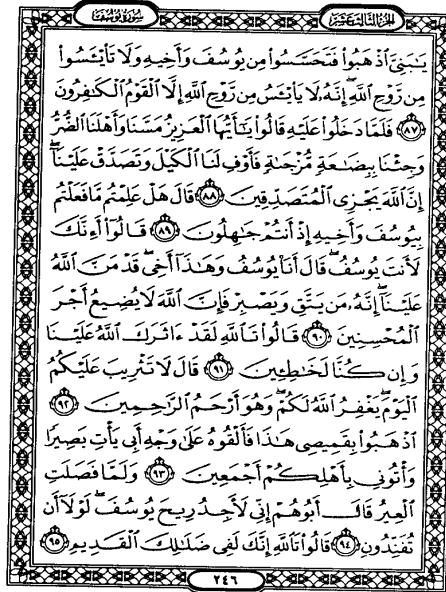 الجزء الثالث عشر
سورة يوسف
يَٰبَنِىَّ ٱذْهَبُوا۟ فَتَحَسَّسُوا۟ مِن يُوسُفَ وَأَخِيهِ وَلَا تَا۟يْـَٔسُوا۟
مِن رَّوْحِ ٱللَّهِ ۖ إِنَّهُۥ لَا يَا۟يْـَٔسُ مِن رَّوْحِ ٱللَّهِ إِلَّا ٱلْقَوْمُ ٱلْكَٰفِرُونَ
٨٧ فَلَمَّا دَخَلُوا۟ عَلَيْهِ قَالُوا۟ يَٰٓأَيُّهَا ٱلْعَزِيزُ مَسَّنَا وَأَهْلَنَا ٱلضُّرُّ
وَجِئْنَا بِبِضَٰعَةٍ مُّزْجَىٰةٍ فَأَوْفِ لَنَا ٱلْكَيْلَ وَتَصَدَّقْ عَلَيْنَآ ۖ
إِنَّ ٱللَّهَ يَجْزِى ٱلْمُتَصَدِّقِينَ ٨٨ قَالَ هَلْ عَلِمْتُم مَّا فَعَلْتُم
بِيُوسُفَ وَأَخِيهِ إِذْ أَنتُمْ جَٰهِلُونَ ٨٩ قَالُوٓا۟ أَءِنَّكَ
لَأَنتَ يُوسُفُ ۖ قَالَ أَنَا۠ يُوسُفُ وَهَٰذَآ أَخِى ۖ قَدْ مَنَّ ٱللَّهُ
عَلَيْنَآ ۖ إِنَّهُۥ مَن يَتَّقِ وَيَصْبِرْ فَإِنَّ ٱللَّهَ لَا يُضِيعُ أَجْرَ
ٱلْمُحْسِنِينَ ٩٠ قَالُوا۟ تَٱللَّهِ لَقَدْ ءَاثَرَكَ ٱللَّهُ عَلَيْنَا
وَإِن كُنَّا لَخَٰطِـِٔينَ ٩١ قَالَ لَا تَثْرِيبَ عَلَيْكُمُ
ٱلْيَوْمَ ۖ يَغْفِرُ ٱللَّهُ لَكُمْ ۖ وَهُوَ أَرْحَمُ ٱلرَّٰحِمِينَ ٩٢
ٱذْهَبُوا۟ بِقَمِيصِى هَٰذَا فَأَلْقُوهُ عَلَىٰ وَجْهِ أَبِى يَأْتِ بَصِيرًا
وَأْتُونِى بِأَهْلِكُمْ أَجْمَعِينَ ٩٣ وَلَمَّا فَصَلَتِ
ٱلْعِيرُ قَالَ أَبُوهُمْ إِنِّى لَأَجِدُ رِيحَ يُوسُفَ ۖ لَوْلَآ أَن
تُفَنِّدُونِ ٩٤ قَالُوا۟ تَٱللَّهِ إِنَّكَ لَفِى ضَلَٰلِكَ ٱلْقَدِيمِ ٩٥
٢٤٦